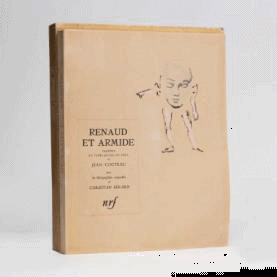 RENAUD
ET ARMIDE
JEAN COCTEAU
CHRISTIAN BÉRARD
nrf